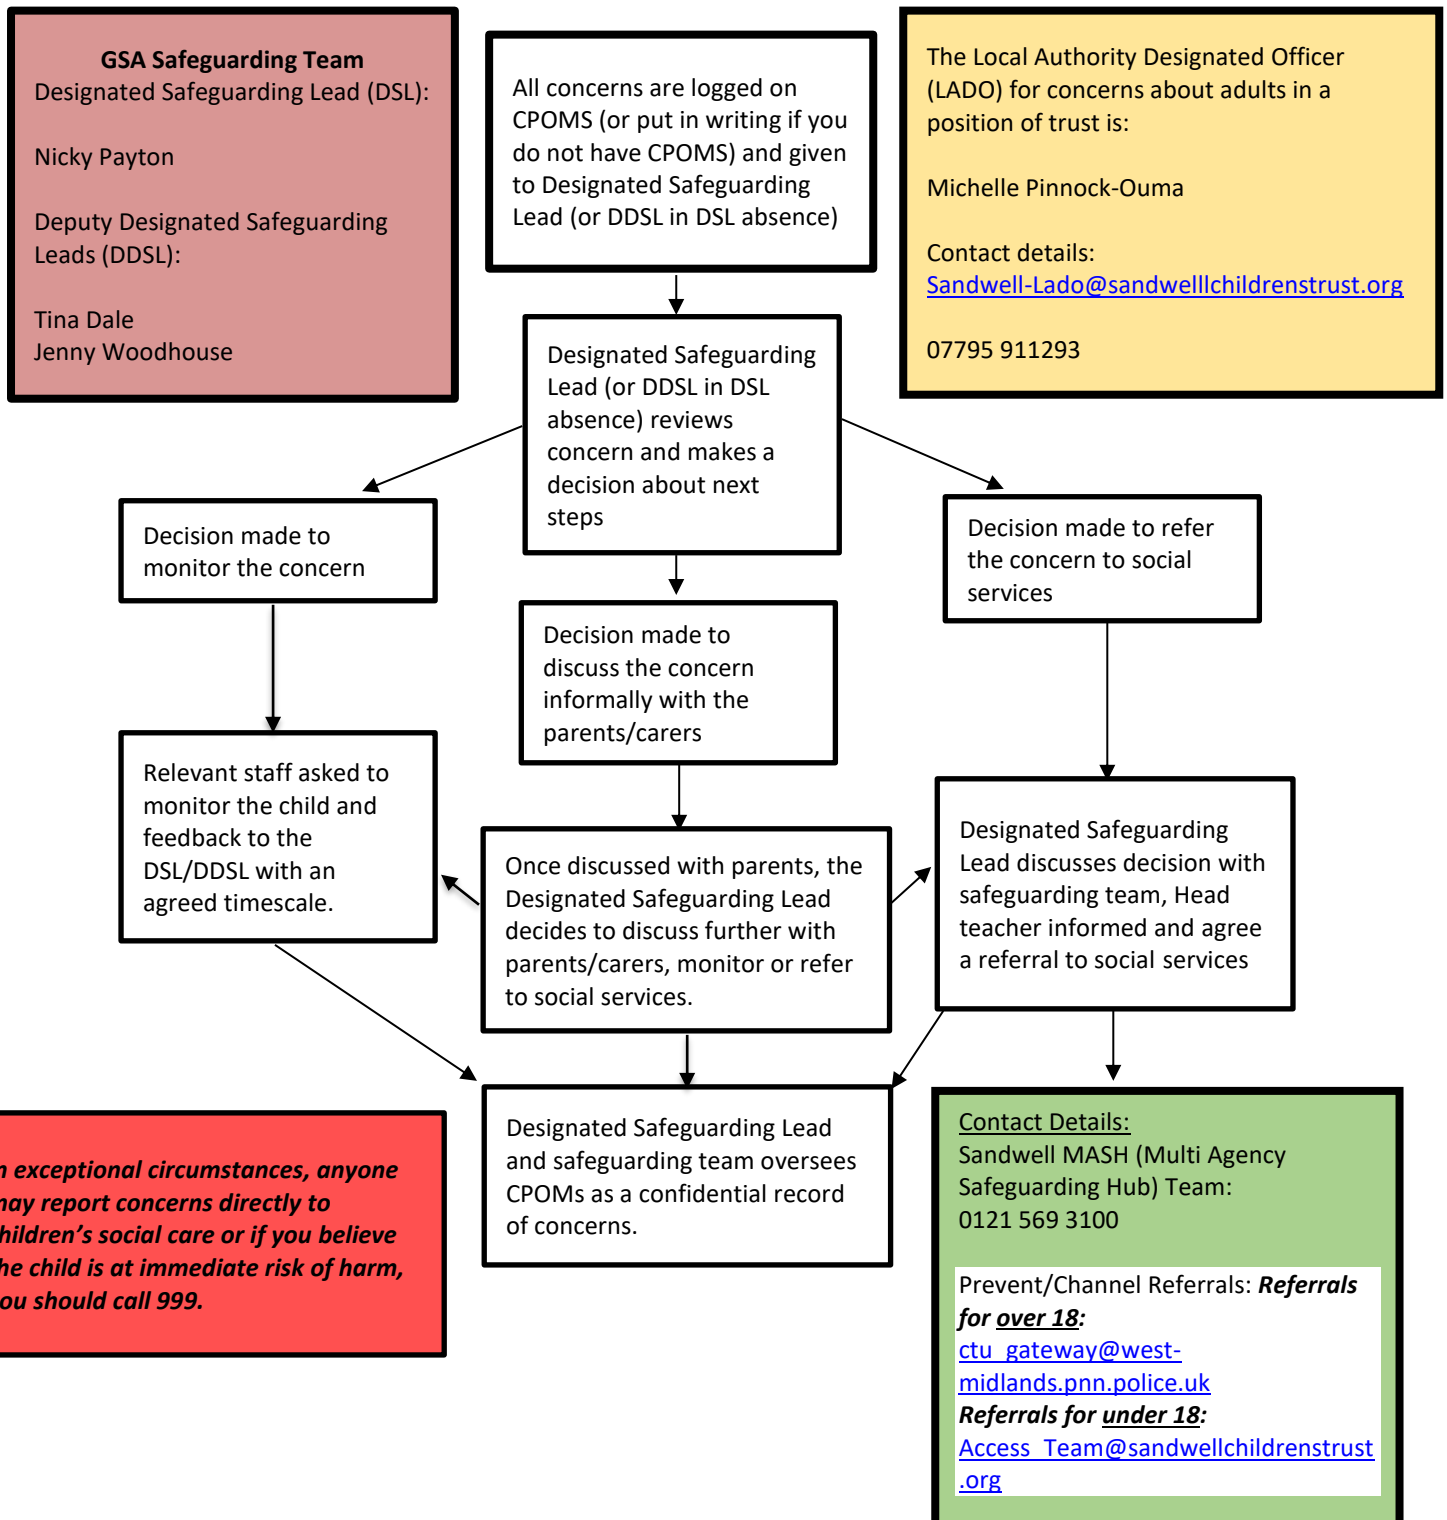 GSA Safeguarding Team
Designated Safeguarding Lead (DSL):
Nicky Payton
Deputy Designated Safeguarding
Leads (DDSL):
Tina Dale
Jenny Woodhouse
All concerns are logged on
CPOMS (or put in writing if you
do not have CPOMS) and given
to Designated Safeguarding
Lead (or DDSL in DSL absence)
The Local Authority Designated Officer
(LADO) for concerns about adults in a
position of trust is:
Michelle Pinnock-Ouma
Contact details:
Sandwell-Lado@sandwelllchildrenstrust.org
07795 911293
Designated Safeguarding
Lead (or DDSL in DSL
absence) reviews
concern and makes a
decision about next
steps
Decision made to
monitor the concern
Decision made to
discuss the concern
informally with the
parents/carers
Decision made to refer
the concern to social
services
Relevant staff asked to
monitor the child and
feedback to the
DSL/DDSL with an
agreed timescale.
Once discussed with parents, the
Designated Safeguarding Lead
decides to discuss further with
parents/carers, monitor or refer
to social services.
Designated Safeguarding
Lead discusses decision with
safeguarding team, Head
teacher informed and agree
a referral to social services
Designated Safeguarding Lead
and safeguarding team oversees
CPOMs as a confidential record
of concerns.
n exceptional circumstances, anyone
may report concerns directly to
hildren's social care or if you believe
he child is at immediate risk of harm,
ou should call 999.
Contact Details:
Sandwell MASH (Multi Agency
Safeguarding Hub) Team:
0121 569 3100
Prevent/Channel Referrals: Referrals
for over 18:
ctu_gateway@west-
midlands.pnn.police.uk
Referrals for under 18:
Access_Team@sandwellchildrenstrust
.org